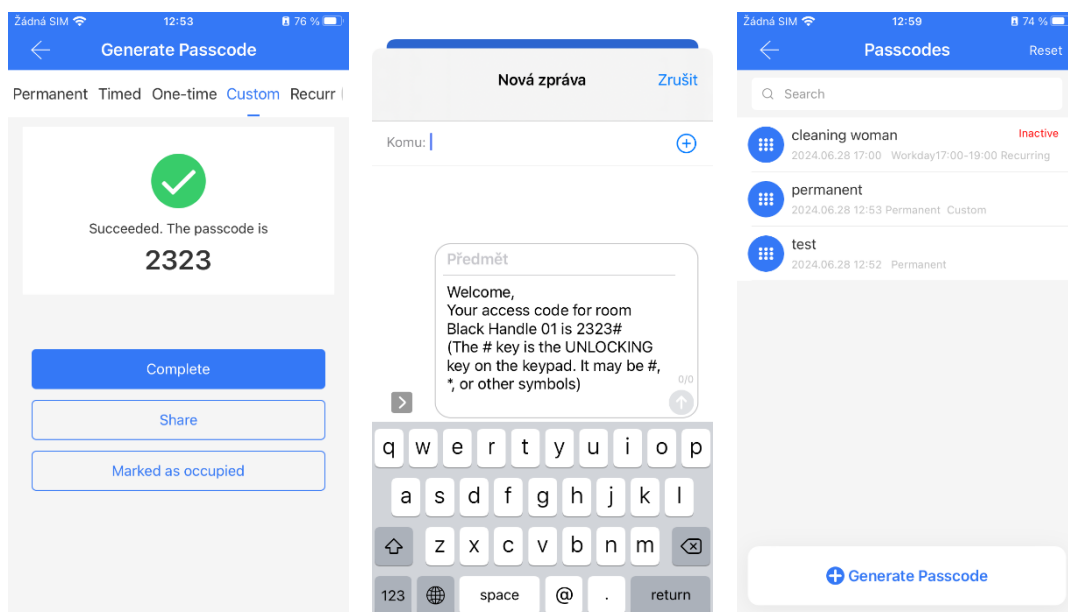 Žádná SIM 12:53 76 %
Generate Passcode
Permanent Timed One-time Custom Recurr
Succeeded. The passcode is
2323
Complete
Share
Marked as occupied
Nová zpráva Zrušit
Komu:
Předmět
Welcome,
Your access code for room
Black Handle 01 is 2323#
(The # key is the UNLOCKING
key on the keypad. It may be #,
*, or other symbols)
0/0
q w e r t y u i o p
a s d f g h j k l
z x c v b n m
123 space @ . return
Žádná SIM 12:59 74 %
Passcodes Reset
Search
cleaning woman Inactive
2024.06.28 17:00 Workday17:00-19:00 Recurring
permanent
2024.06.28 12:53 Permanent Custom
test
2024.06.28 12:52 Permanent
Generate Passcode